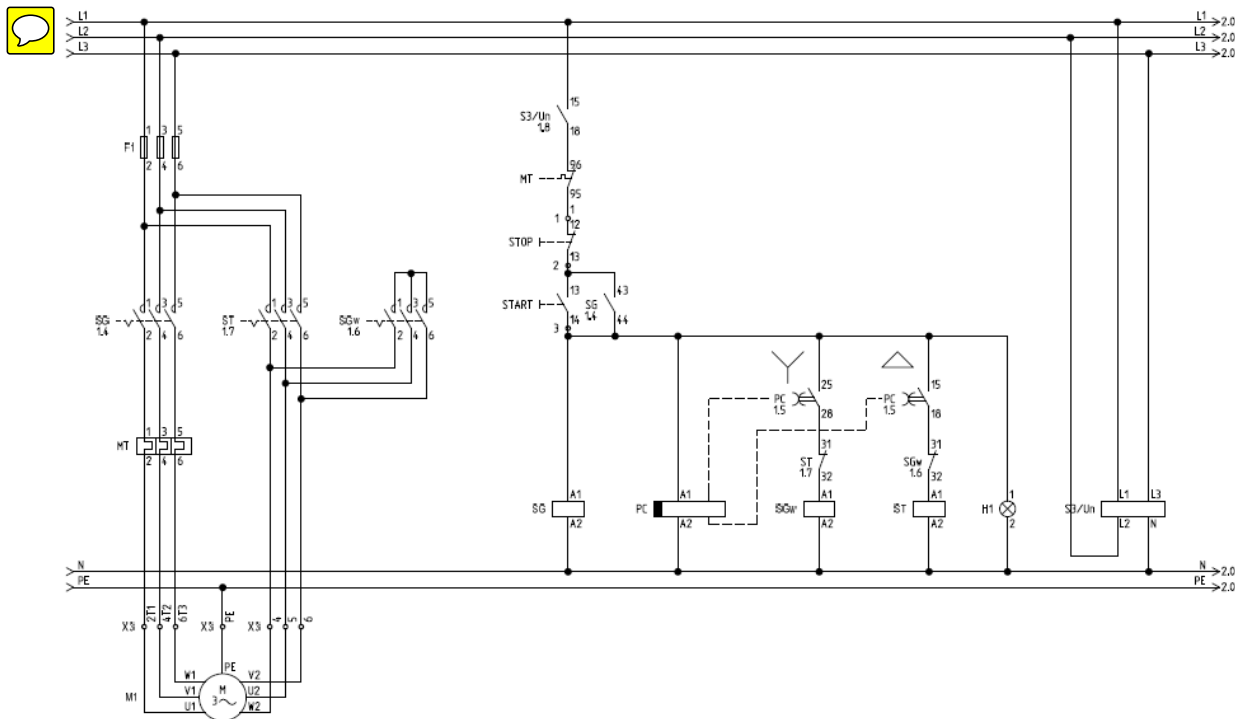 L1 L1 2.0
L2 L2 2.0
L3 L3 2.0
15
S3/Un
1.8
18
1 3 5
F1
2 4 6
96
MT
95
1
1
12
STOP
13
2
1 3 5
SG
1.4
2 4 6
1 3 5
ST
1.7
2 4 6
1 3 5
SGw
1.6
2 4 6
13
START
14
3
43
SG
1.4
44
25
PC
1.5
28
15
PC
1.5
18
31
ST
1.7
32
31
SGw
1.6
32
1 3 5
MT
2 4 6
A1
SG
A2
A1
PC
A2
A1
SGw
A2
A1
ST
A2
1
H1
2
L1 L3
S3/Un
L2 N
N N 2.0
PE PE 2.0
2T1 4T2 6T3 PE 4 5 6
X3 X3 X3
PE
W1 V2
M1 V1 M 3~ U2
U1 W2